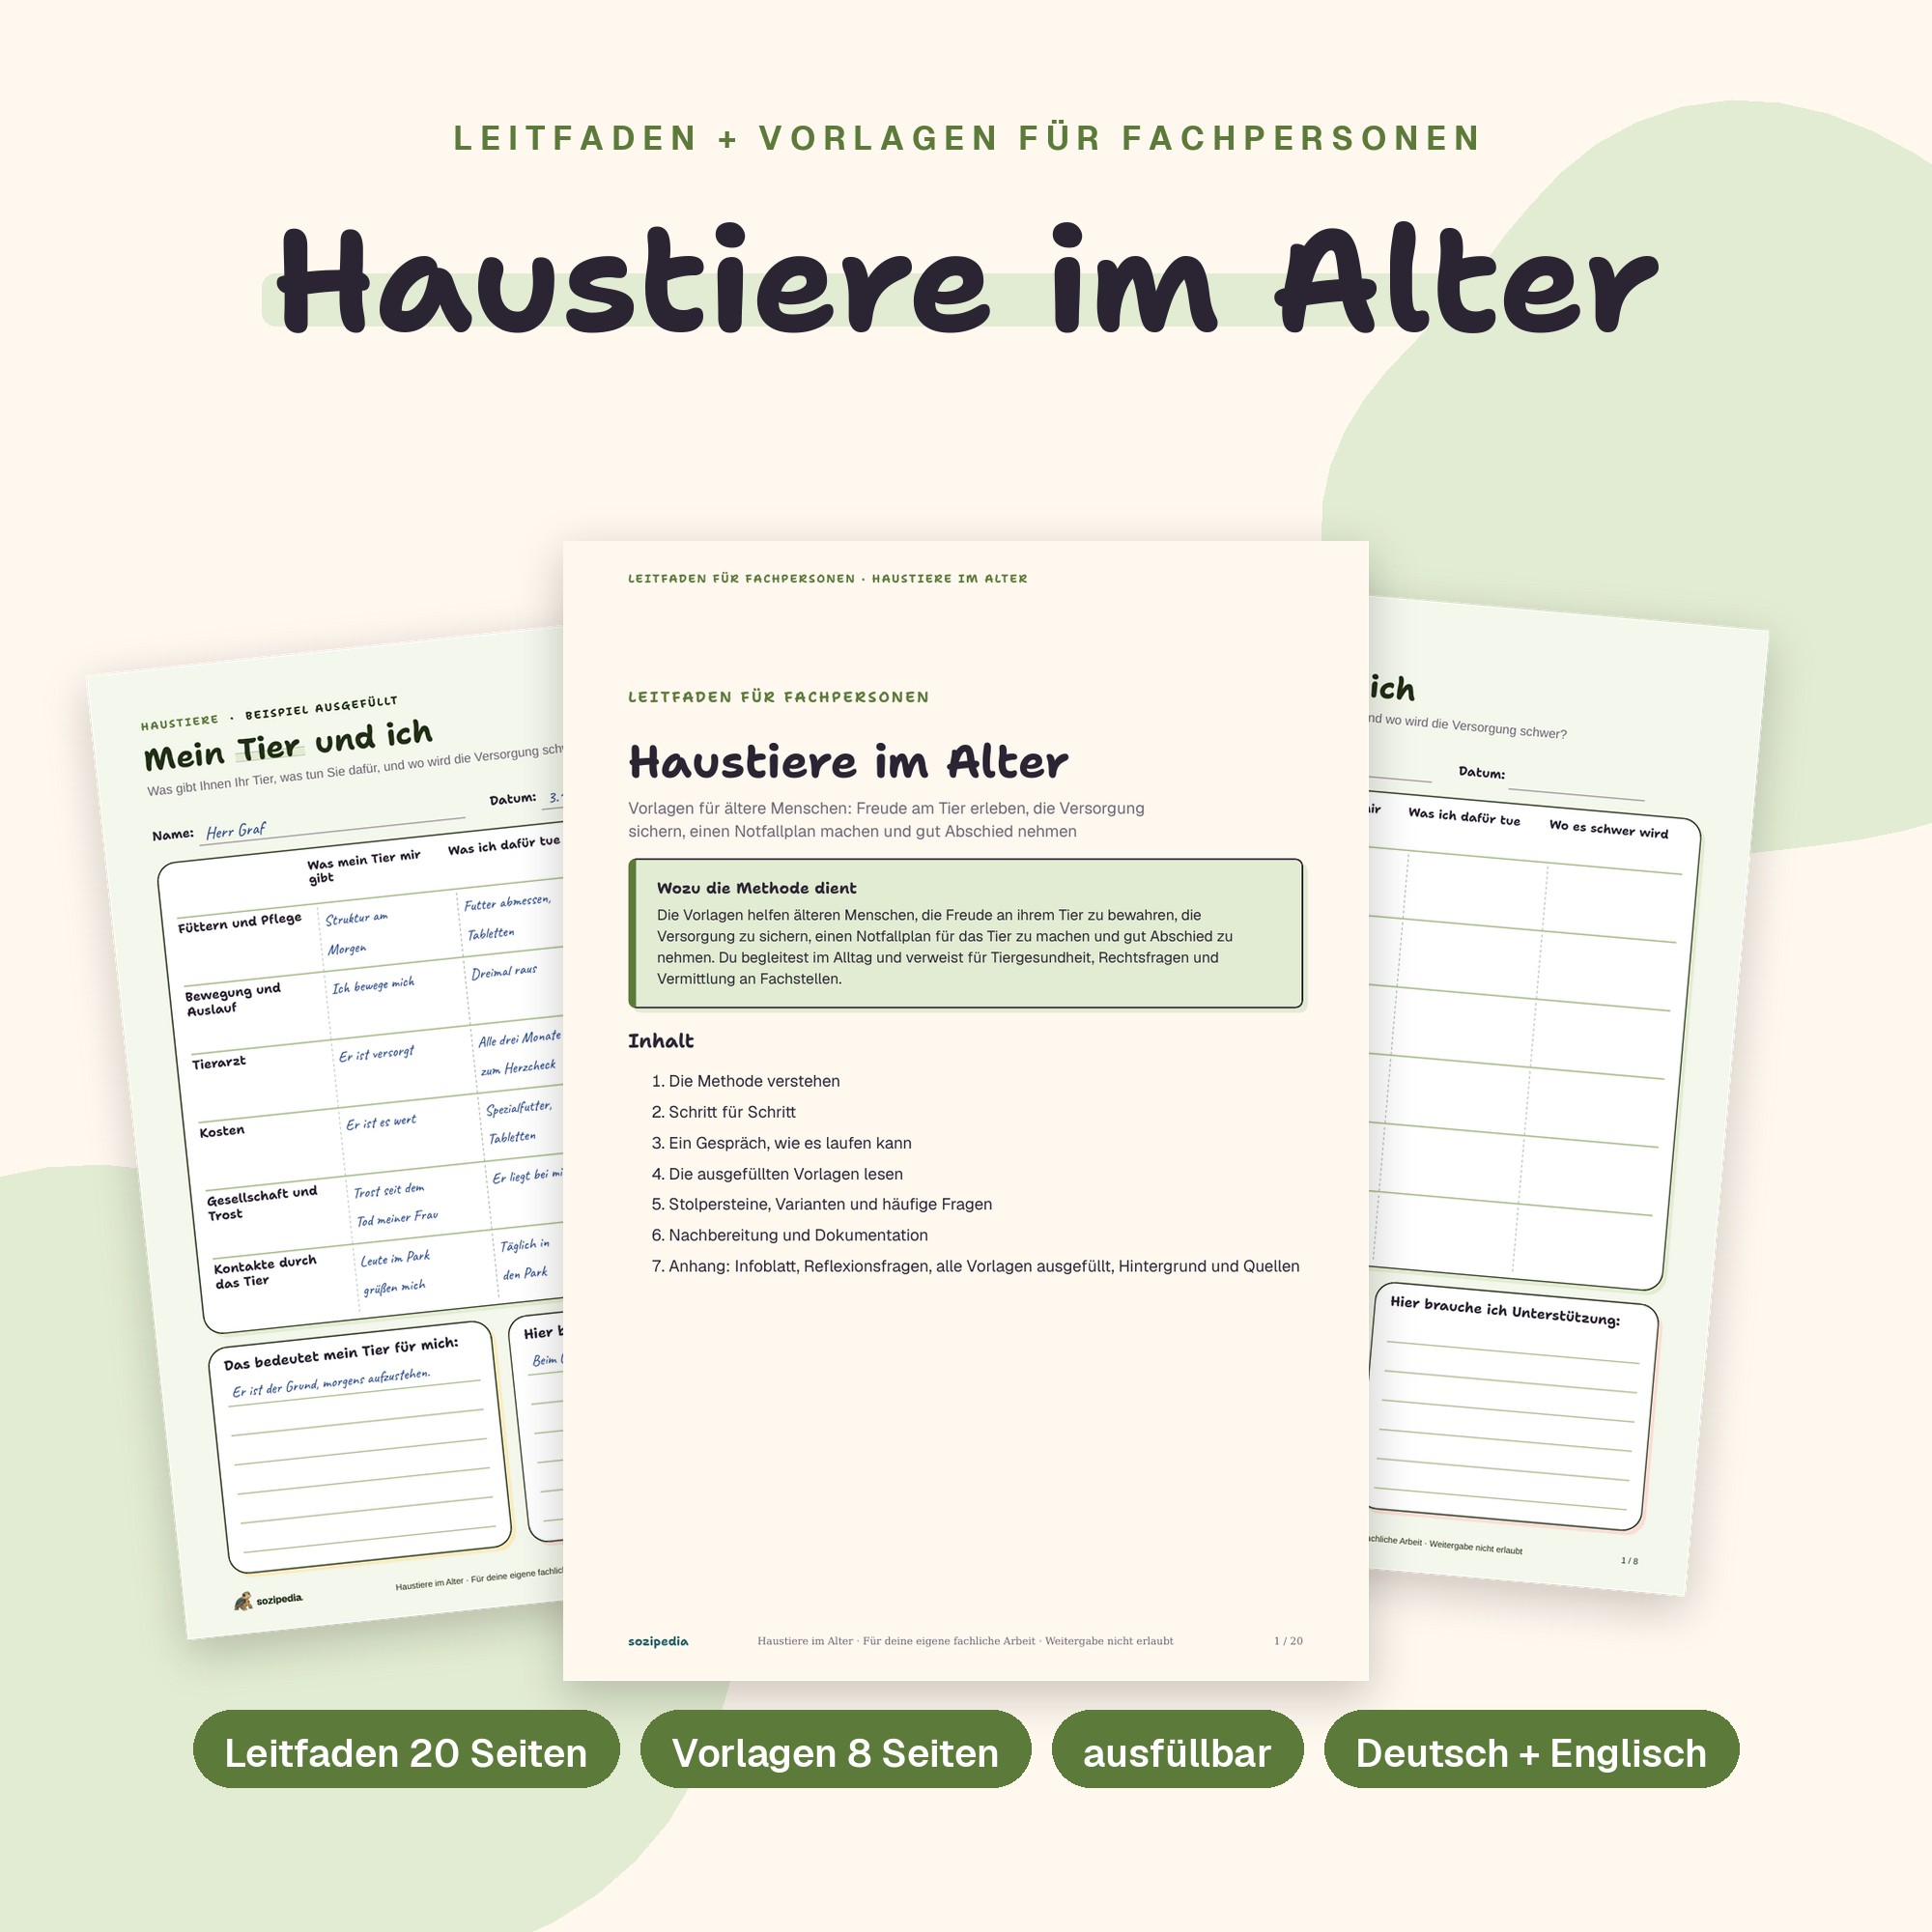 LEITFADEN + VORLAGEN FÜR FACHPERSONEN
Haustiere im Alter
HAUSTIERE · BEISPIEL AUSGEFÜLLT
Mein Tier und ich
Was gibt Ihnen Ihr Tier, was tun Sie dafür, und wo wird die Versorgung
Name: Herr Graf
Datum:
Was mein Tier mir
gibt
Was ich dafür tue
Füttern und Pflege
Struktur am
Morgen
Futter abmessen,
Tabletten
Bewegung und
Auslauf
Ich bewege mich
Dreimal raus
Tierarzt
Er ist versorgt
Alle drei Monate
zum Herzcheck
Kosten
Er ist es wert
Spezialfutter,
Tabletten
Gesellschaft und
Trost
Trost seit dem
Tod meiner Frau
Er liegt bei
Kontakte durch
das Tier
Leute im Park
grüßen mich
Täglich in
den Park
Das bedeutet mein Tier für mich:
Er ist der Grund, morgens aufzustehen.
Hier
Beim
sozipedia.
Haustiere im Alter · Für deine eigene
LEITFADEN FÜR FACHPERSONEN · HAUSTIERE IM ALTER
LEITFADEN FÜR FACHPERSONEN
Haustiere im Alter
Vorlagen für ältere Menschen: Freude am Tier erleben, die Versorgung
sichern, einen Notfallplan machen und gut Abschied nehmen
Wozu die Methode dient
Die Vorlagen helfen älteren Menschen, die Freude an ihrem Tier zu bewahren, die
Versorgung zu sichern, einen Notfallplan für das Tier zu machen und gut Abschied zu
nehmen. Du begleitest im Alltag und verweist für Tiergesundheit, Rechtsfragen und
Vermittlung an Fachstellen.
Inhalt
1. Die Methode verstehen
2. Schritt für Schritt
3. Ein Gespräch, wie es laufen kann
4. Die ausgefüllten Vorlagen lesen
5. Stolpersteine, Varianten und häufige Fragen
6. Nachbereitung und Dokumentation
7. Anhang: Infoblatt, Reflexionsfragen, alle Vorlagen ausgefüllt, Hintergrund und Quellen
sozipedia
Haustiere im Alter · Für deine eigene fachliche Arbeit · Weitergabe nicht erlaubt
1 / 20
ich
wo wird die Versorgung schwer?
Datum:
Was ich dafür tue
Wo es schwer wird
Hier brauche ich Unterstützung:
Arbeit · Weitergabe nicht erlaubt
1 / 8
Leitfaden 20 Seiten
Vorlagen 8 Seiten
ausfüllbar
Deutsch + Englisch